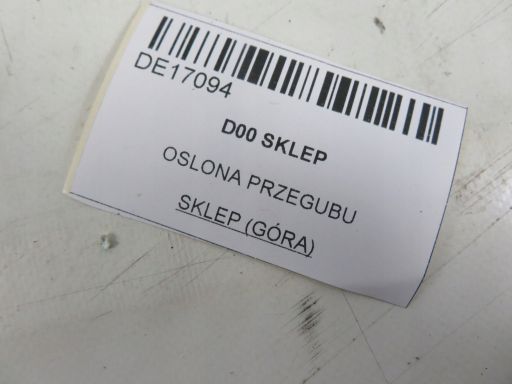 DE17094
D00 SKLEP
OSLONA PRZEGUBU
SKLEP (GÓRA)